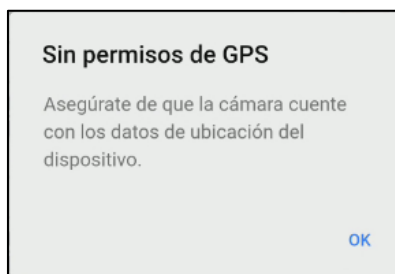 Sin permisos de GPS
Asegúrate de que la cámara cuente
con los datos de ubicación del
dispositivo.
OK